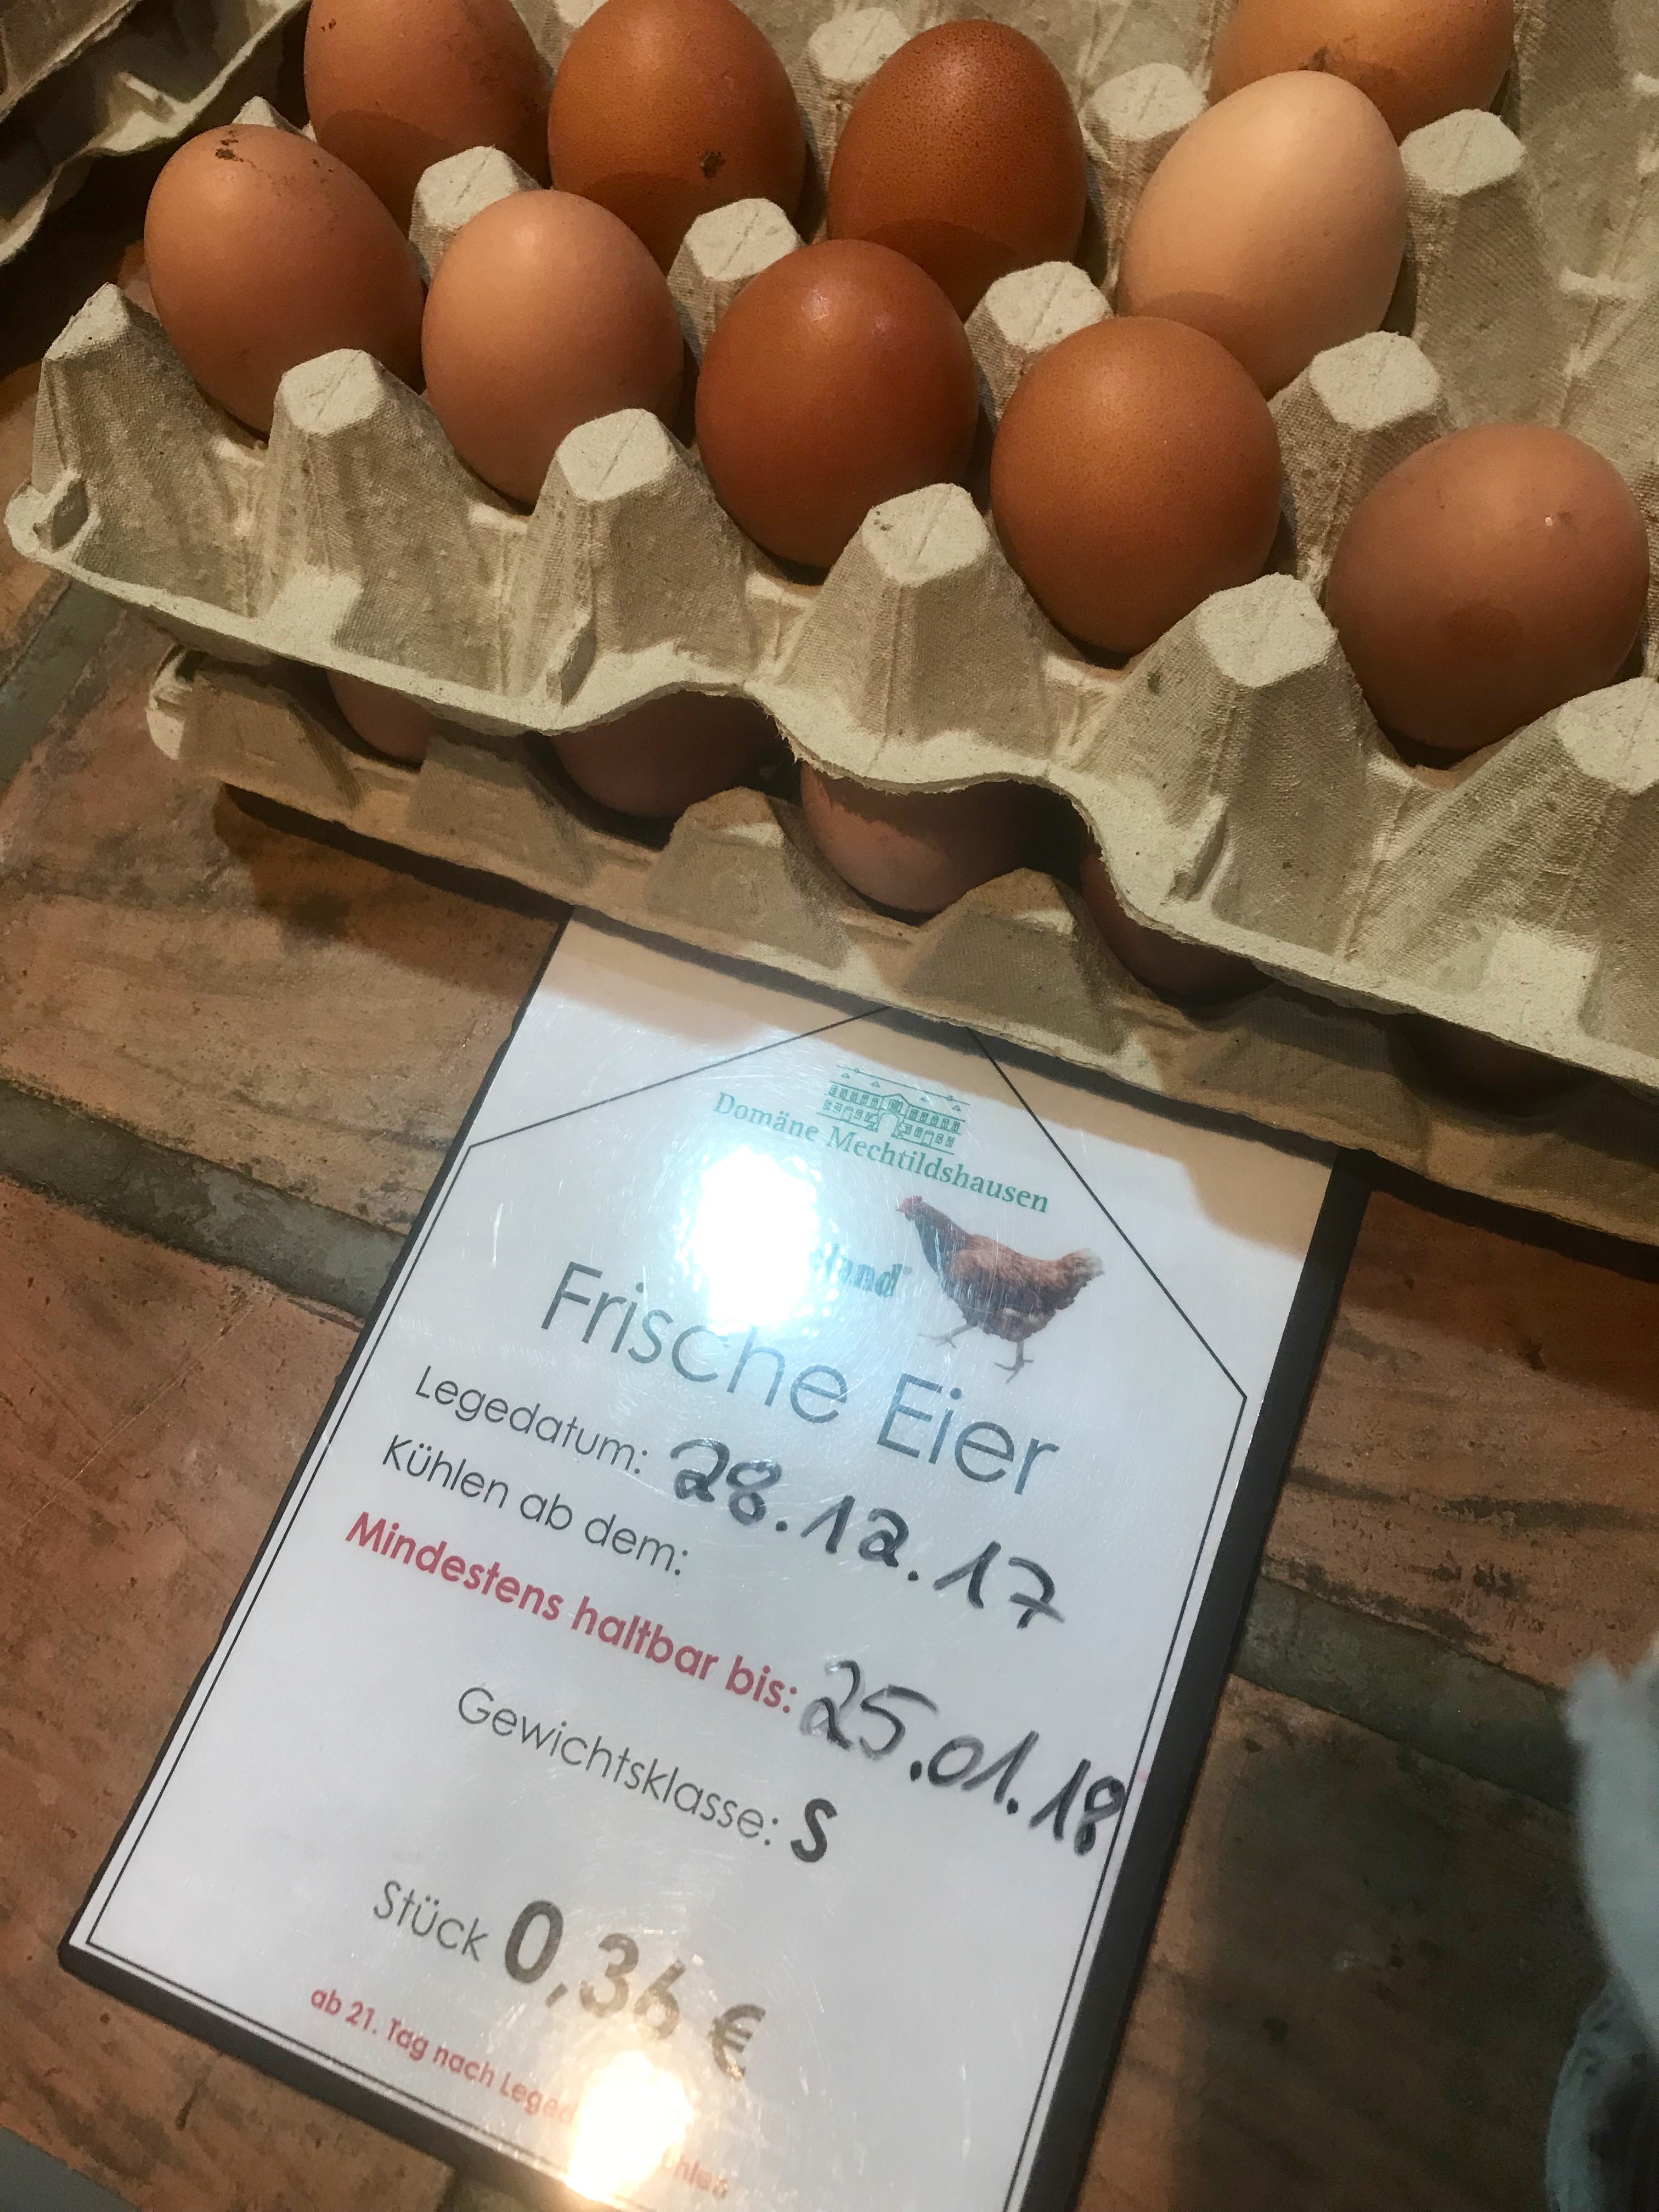 Domäne Mechtildshausen
Frische Eier
Legedatum: 28.12.17
Kühlen ab dem:
Mindestens haltbar bis: 25.01.18
Gewichtsklasse: S
Stück 0,36 €
ab 21. Tag nach